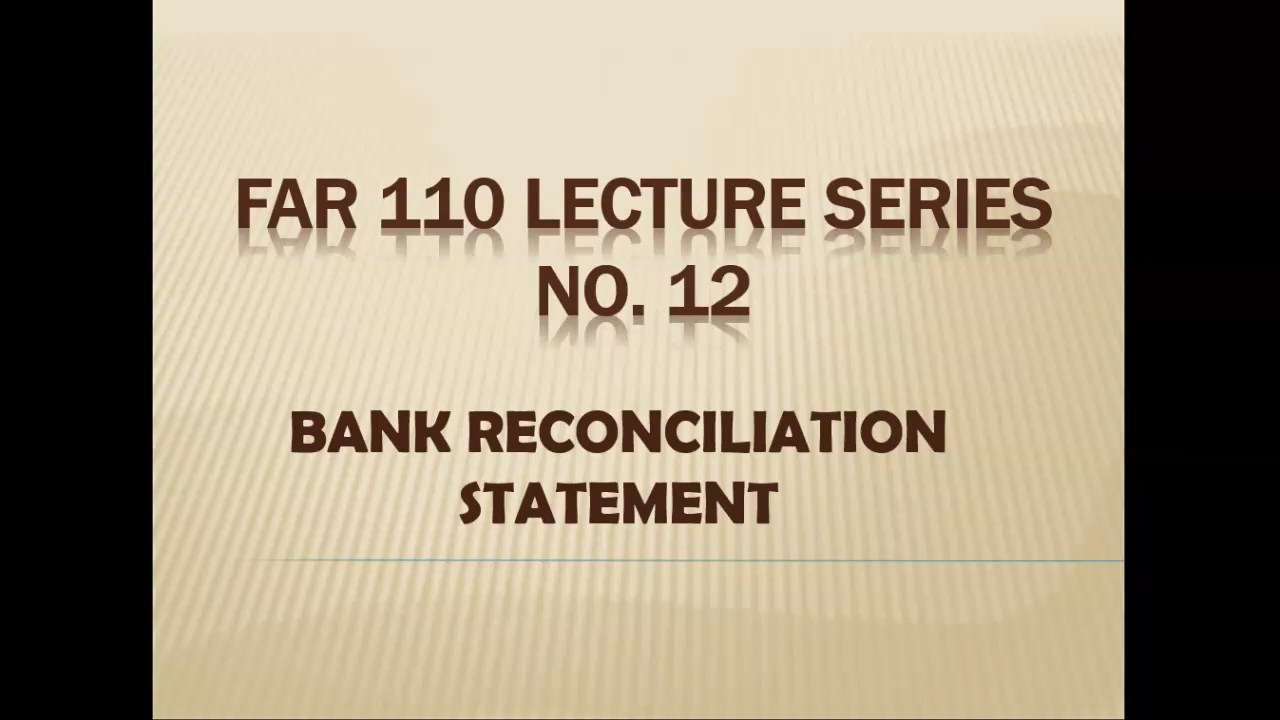 FAR 110 LECTURE SERIES
NO. 12
BANK RECONCILIATION
STATEMENT